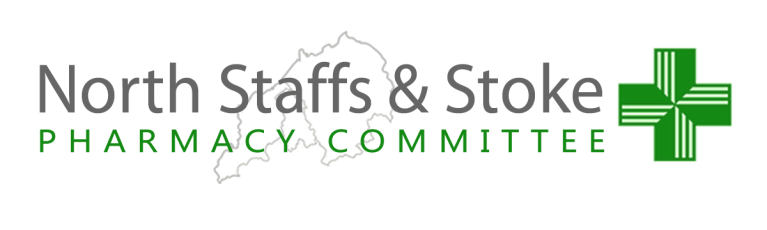 North Staffs & Stoke
PHARMACY COMMITTEE